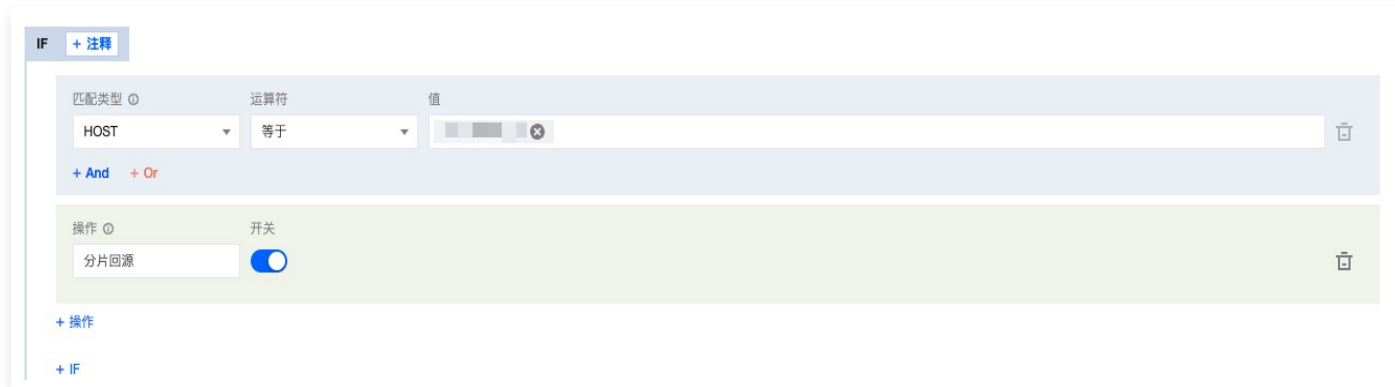 IF + 注释
匹配类型 运算符 值
HOST 等于
+ And + Or
操作 开关
分片回源
+ 操作
+ IF